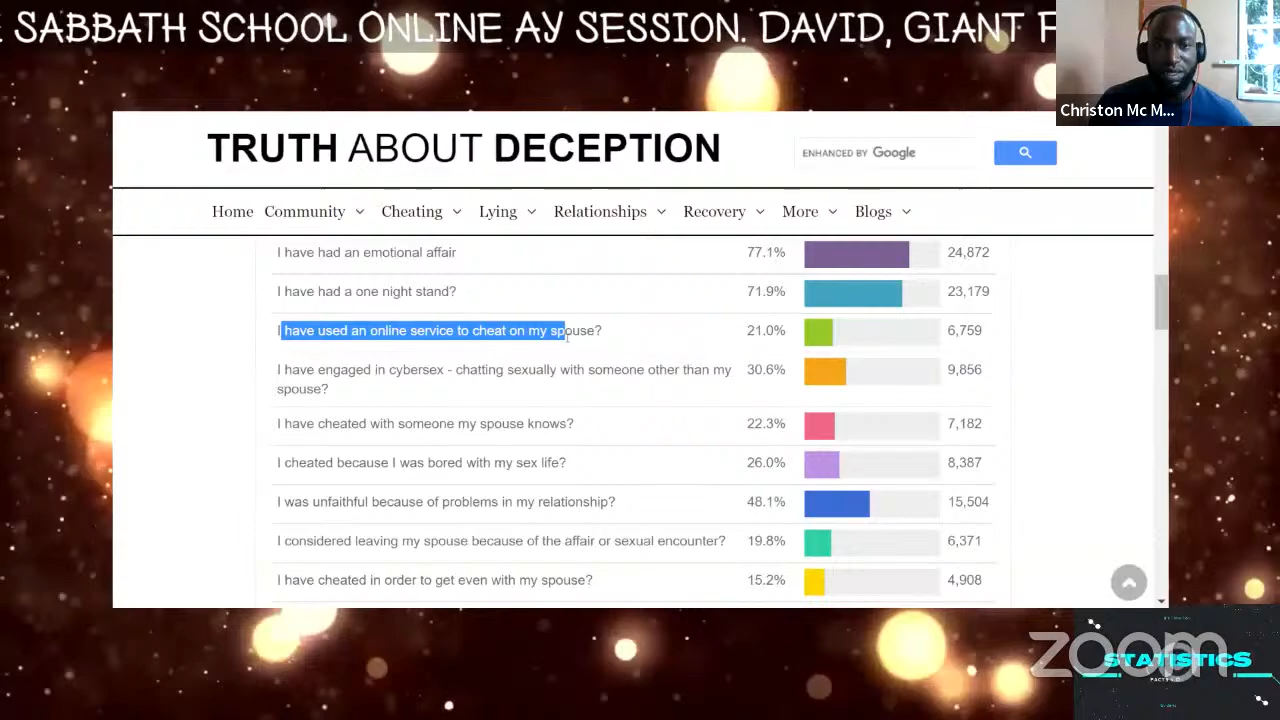 SABBATH SCHOOL ONLINE AY SESSION. DAVID, GIANT
Christon Mc M...
TRUTH ABOUT DECEPTION
ENHANCED BY Google
Home Community Cheating Lying Relationships Recovery More Blogs
I have had an emotional affair 77.1% 24,872
I have had a one night stand? 71.9% 23,179
I have used an online service to cheat on my spouse? 21.0% 6,759
I have engaged in cybersex - chatting sexually with someone other than my 30.6% 9,856
spouse?
I have cheated with someone my spouse knows? 22.3% 7,182
I cheated because I was bored with my sex life? 26.0% 8,387
I was unfaithful because of problems in my relationship? 48.1% 15,504
I considered leaving my spouse because of the affair or sexual encounter? 19.8% 6,371
I have cheated in order to get even with my spouse? 15.2% 4,908
zoom
STATISTICS